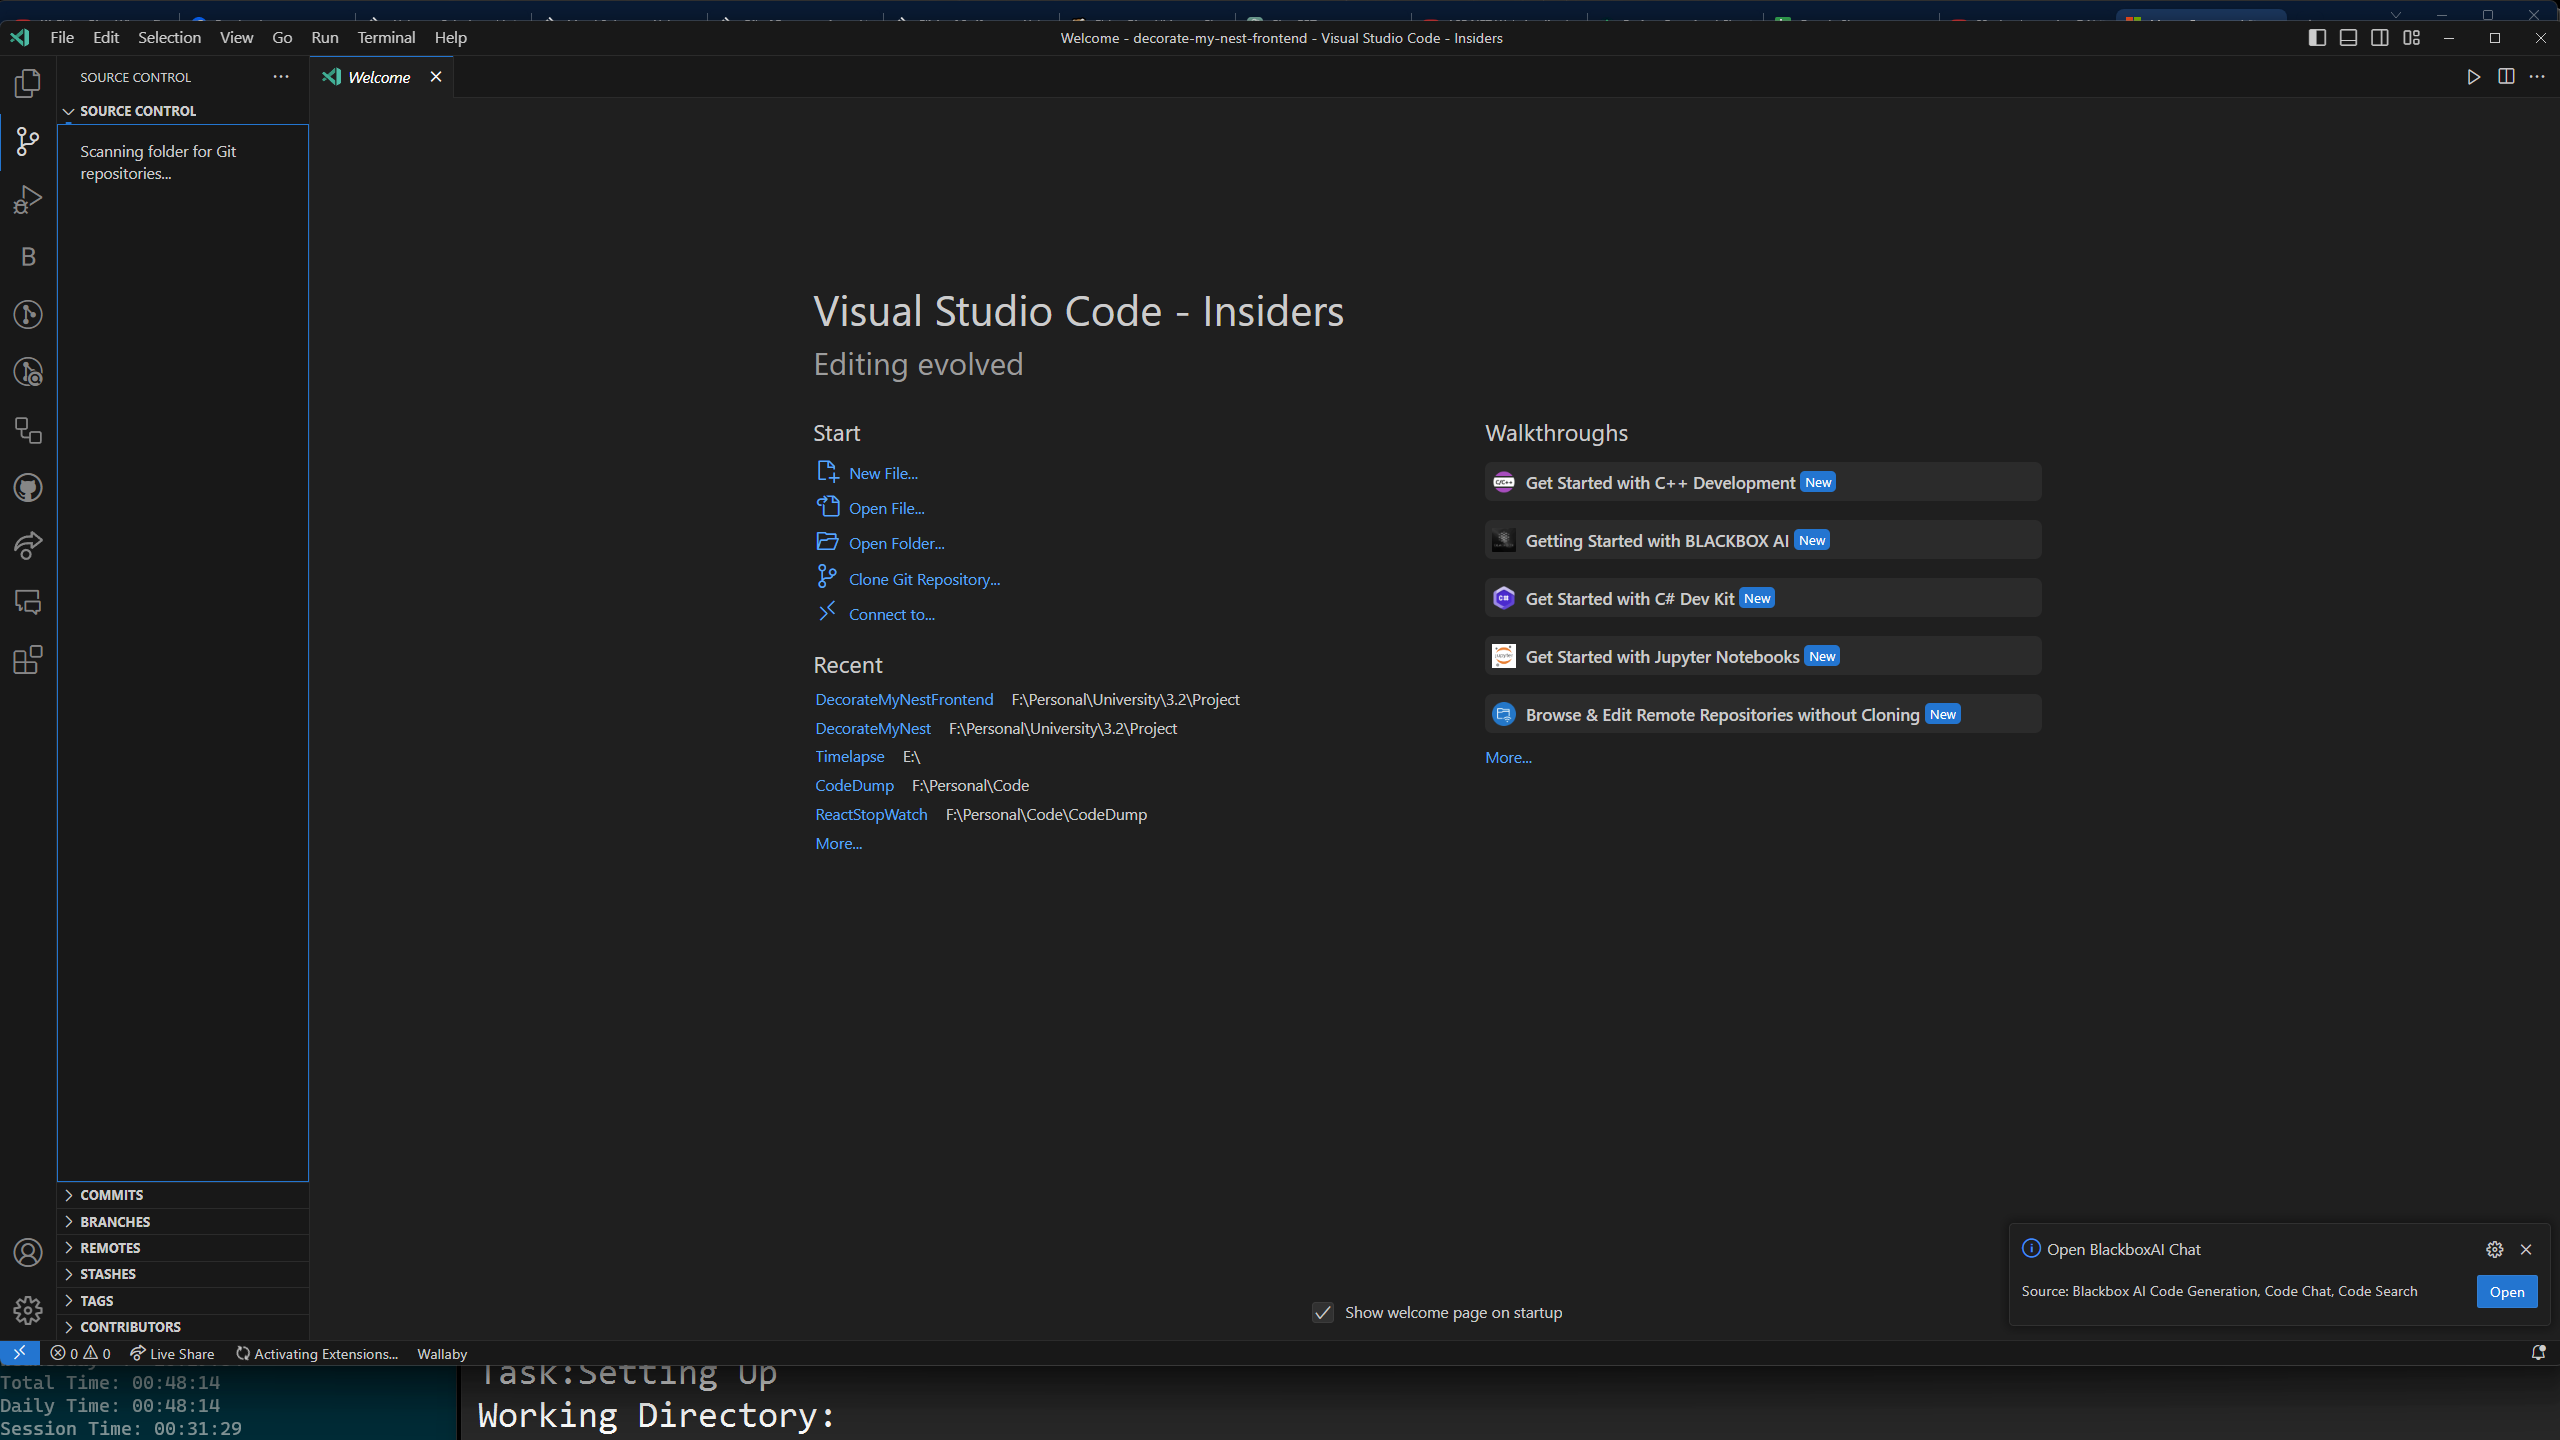 File Edit Selection View Go Run Terminal Help
Welcome - decorate-my-nest-frontend - Visual Studio Code - Insiders
SOURCE CONTROL
Welcome
SOURCE CONTROL
Scanning folder for Git
repositories...
B
Visual Studio Code - Insiders
Editing evolved
Start
New File...
Open File...
Open Folder...
Clone Git Repository...
Connect to...
Recent
DecorateMyNestFrontend F:\Personal\University\3.2\Project
DecorateMyNest F:\Personal\University\3.2\Project
Timelapse E:\
CodeDump F:\Personal\Code
ReactStopWatch F:\Personal\Code\CodeDump
More...
Walkthroughs
Get Started with C++ Development New
Getting Started with BLACKBOX AI New
Get Started with C# Dev Kit New
Get Started with Jupyter Notebooks New
Browse & Edit Remote Repositories without Cloning New
More...
COMMITS
BRANCHES
REMOTES
STASHES
TAGS
CONTRIBUTORS
Show welcome page on startup
Open BlackboxAI Chat
Source: Blackbox AI Code Generation, Code Chat, Code Search
Open
0 0 Live Share Activating Extensions... Wallaby
Total Time: 00:48:14
Daily Time: 00:48:14
Session Time: 00:31:29
Task:Setting Up
Working Directory: